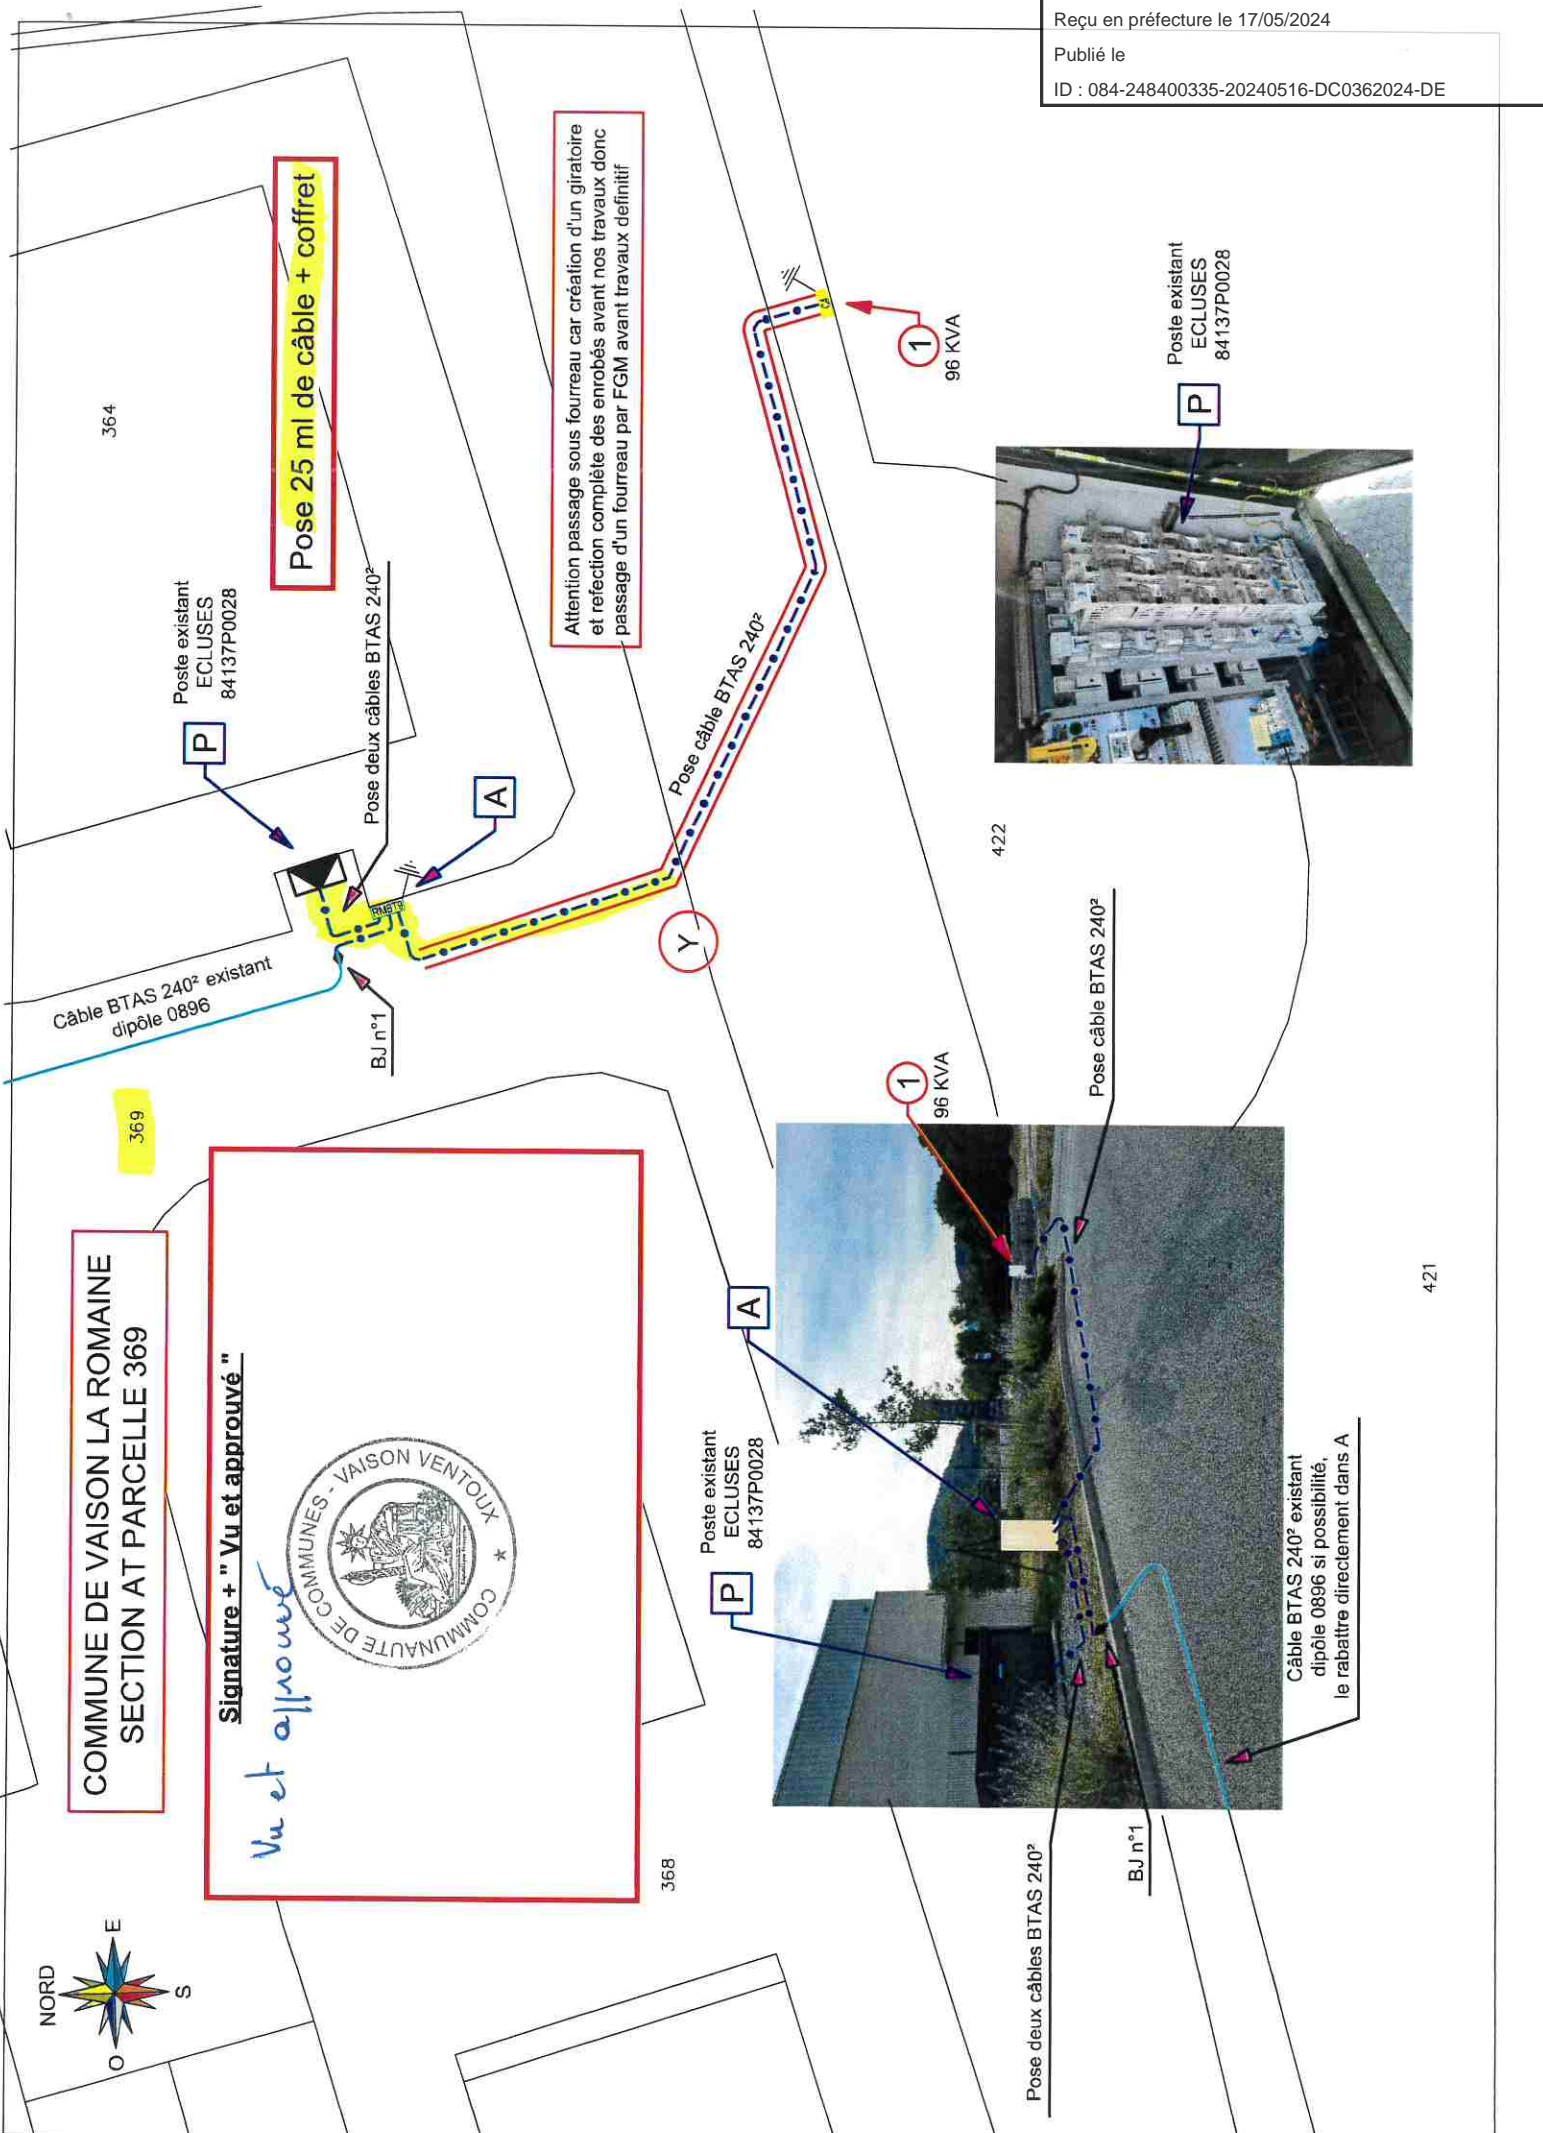 Reçu en préfecture le 17/05/2024
Publié le
ID : 084-248400335-20240516-DC0362024-DE
NORD
O
E
S
COMMUNE DE VAISON LA ROMAINE
SECTION AT PARCELLE 369
369
Signature + " Vu et approuvé "
Vu et approuvé
COMMUNAUTE DE COMMUNES - VAISON VENTOUX *
368
Câble BTAS 240² existant
dipôle 0896
BJ n°1
Poste existant
ECLUSES
84137P0028
P
Pose deux câbles BTAS 240²
RMBT9
A
364
Pose 25 ml de câble + coffret
Attention passage sous fourreau car création d'un giratoire
et refection complète des enrobés avant nos travaux donc
passage d'un fourreau par FGM avant travaux definitif
Y
Pose câble BTAS 240²
CA
1
96 KVA
422
Poste existant
ECLUSES
84137P0028
P
Poste existant
ECLUSES
84137P0028
P
A
1
96 KVA
Pose câble BTAS 240²
Pose deux câbles BTAS 240²
BJ n°1
Câble BTAS 240² existant
dipôle 0896 si possibilité,
le rabattre directement dans A
421